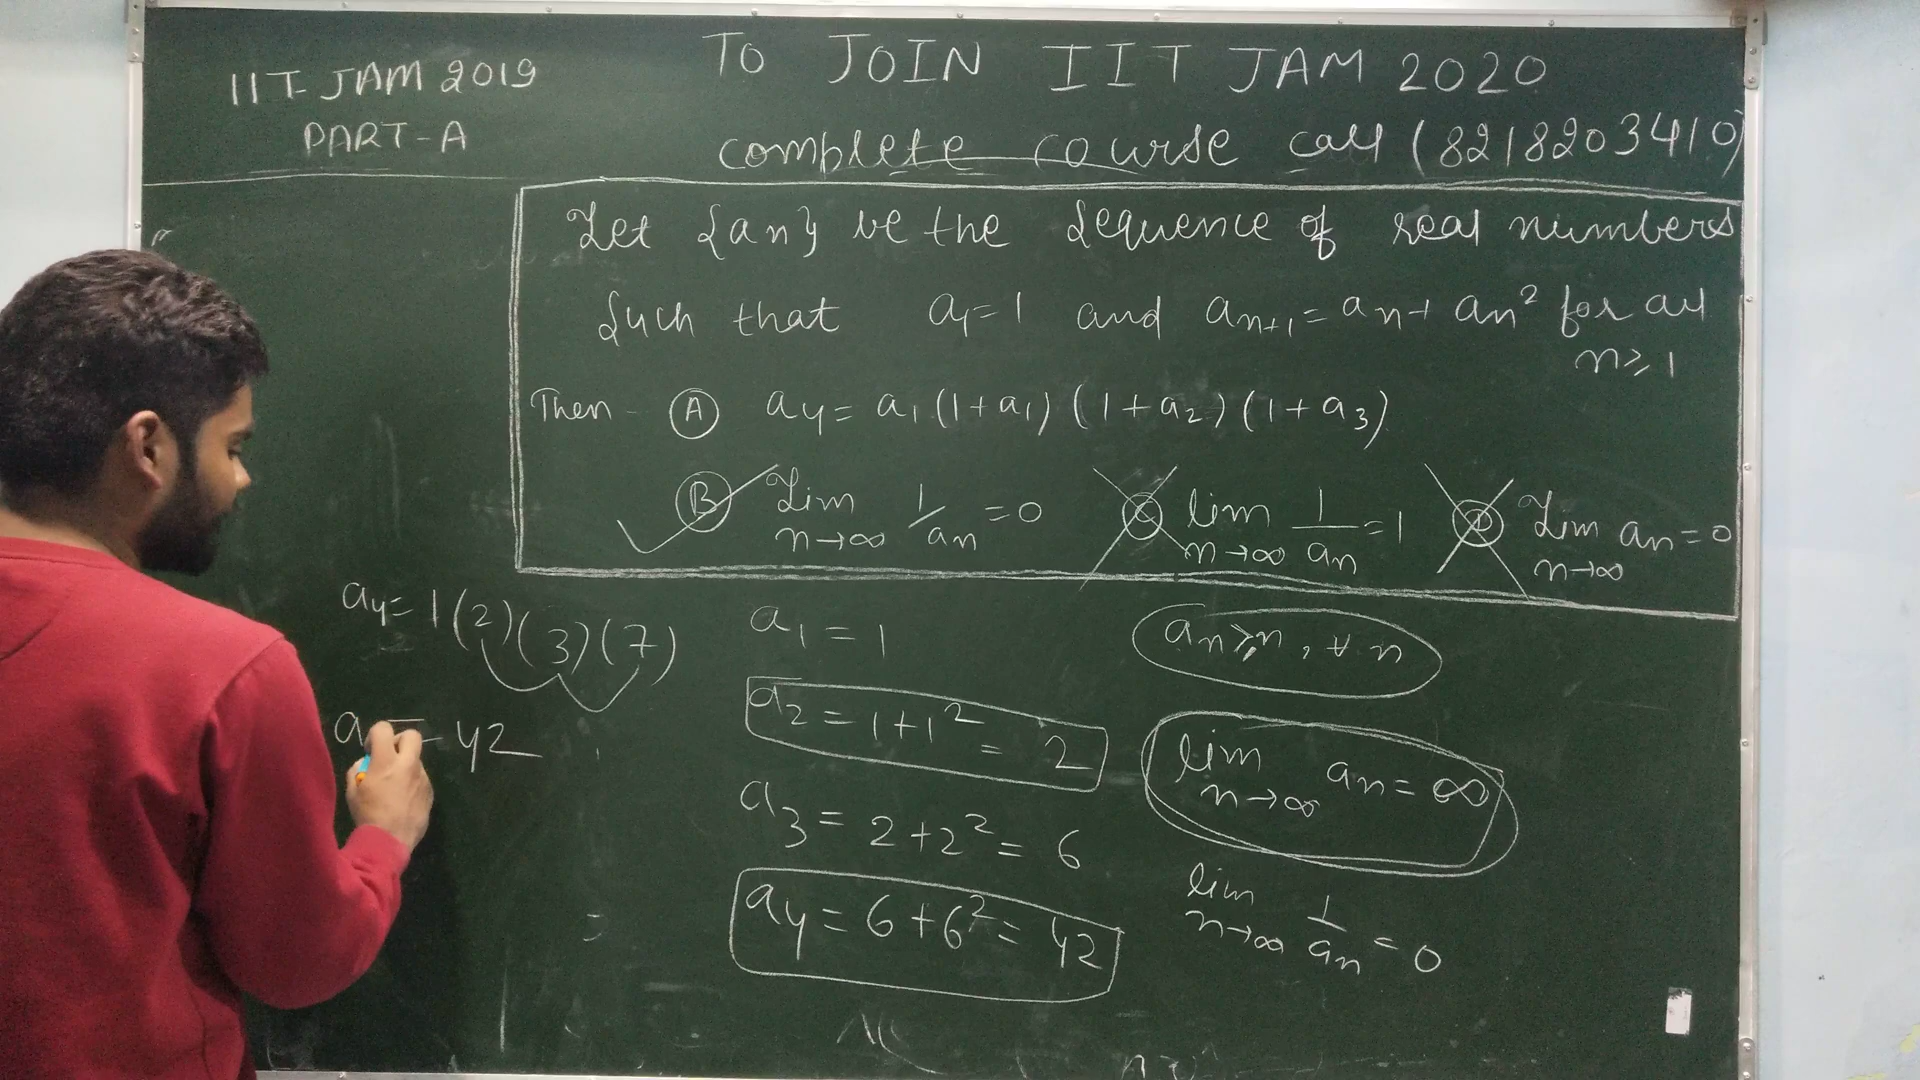 IIT-JAM 2019
PART-A
TO JOIN IIT JAM 2020
complete course call (8218203410)
Let {an} be the sequence of real numbers
such that a1=1 and an+1=an+an² for all
n≥1
Then (A) a4=a1(1+a1)(1+a2)(1+a3)
(B) Lim n→∞ 1/an =0 (C) lim n→∞ 1/an =1 (D) Lim n→∞ an=0
a4=1(2)(3)(7)
= 42
a1=1
a2=1+1²=2
a3=2+2²=6
a4=6+6²=42
an≥n, ∀ n
lim n→∞ an=∞
lim n→∞ 1/an =0